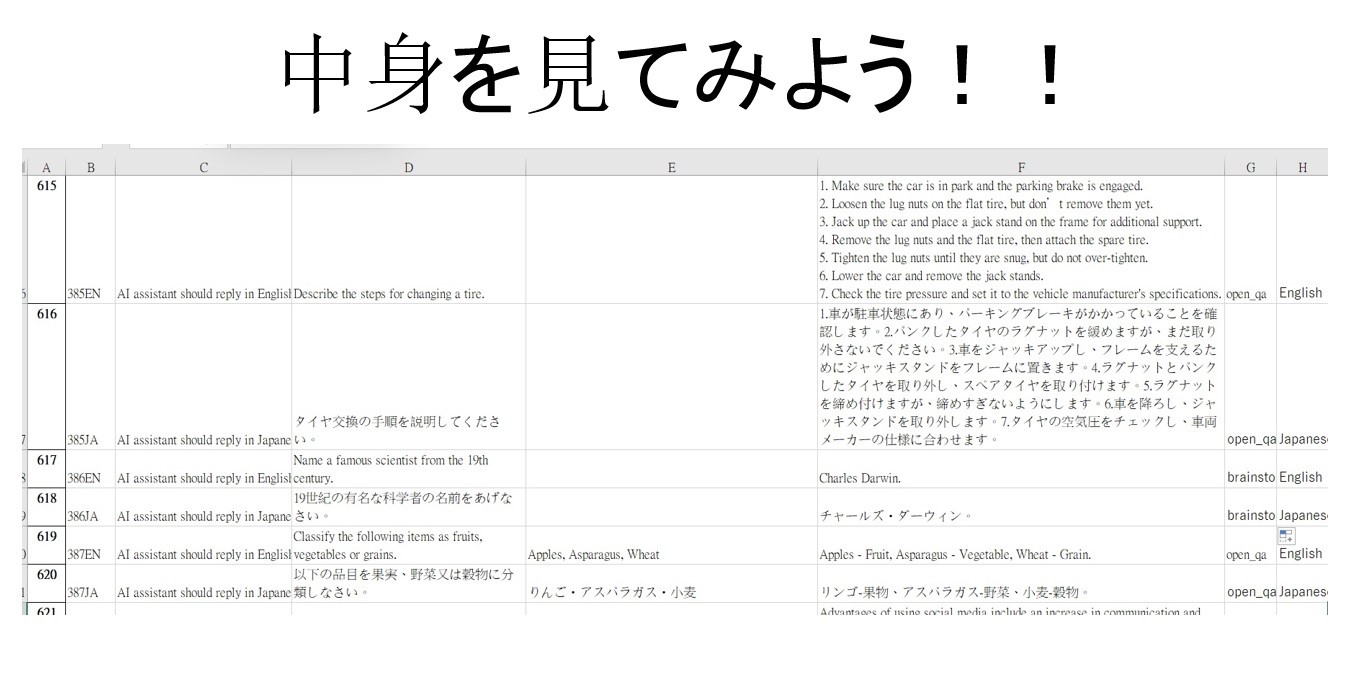 中身を見てみよう！！
A B C D E F G H
615
1. Make sure the car is in park and the parking brake is engaged.
2. Loosen the lug nuts on the flat tire, but don’t remove them yet.
3. Jack up the car and place a jack stand on the frame for additional support.
4. Remove the lug nuts and the flat tire, then attach the spare tire.
5. Tighten the lug nuts until they are snug, but do not over-tighten.
6. Lower the car and remove the jack stands.
385EN AI assistant should reply in English Describe the steps for changing a tire. 7. Check the tire pressure and set it to the vehicle manufacturer's specifications. open_qa English
616
1.車が駐車状態にあり、パーキングブレーキがかかっていることを確
認します。2.パンクしたタイヤのラグナットを緩めますが、まだ取り
外さないでください。3.車をジャッキアップし、フレームを支えるた
めにジャッキスタンドをフレームに置きます。4.ラグナットとパンク
したタイヤを取り外し、スペアタイヤを取り付けます。5.ラグナット
を締め付けますが、締めすぎないようにします。6.車を降ろし、ジャ
タイヤ交換の手順を説明してくださ ッキスタンドを取り外します。7.タイヤの空気圧をチェックし、車両
385JA AI assistant should reply in Japane い。 メーカーの仕様に合わせます。 open_qa Japanes
617 Name a famous scientist from the 19th
386EN AI assistant should reply in English century. Charles Darwin. brainsto English
618 19世紀の有名な科学者の名前をあげな
386JA AI assistant should reply in Japane さい。 チャールズ・ダーウィン。 brainsto Japanes
619 Classify the following items as fruits,
387EN AI assistant should reply in English vegetables or grains. Apples, Asparagus, Wheat Apples - Fruit, Asparagus - Vegetable, Wheat - Grain. open_qa English
620 以下の品目を果実、野菜又は穀物に分
387JA AI assistant should reply in Japane 類しなさい。 りんご・アスパラガス・小麦 リンゴ-果物、アスパラガス-野菜、小麦-穀物。 open_qa Japanes
621 Advantages of using social media include an increase in communication and